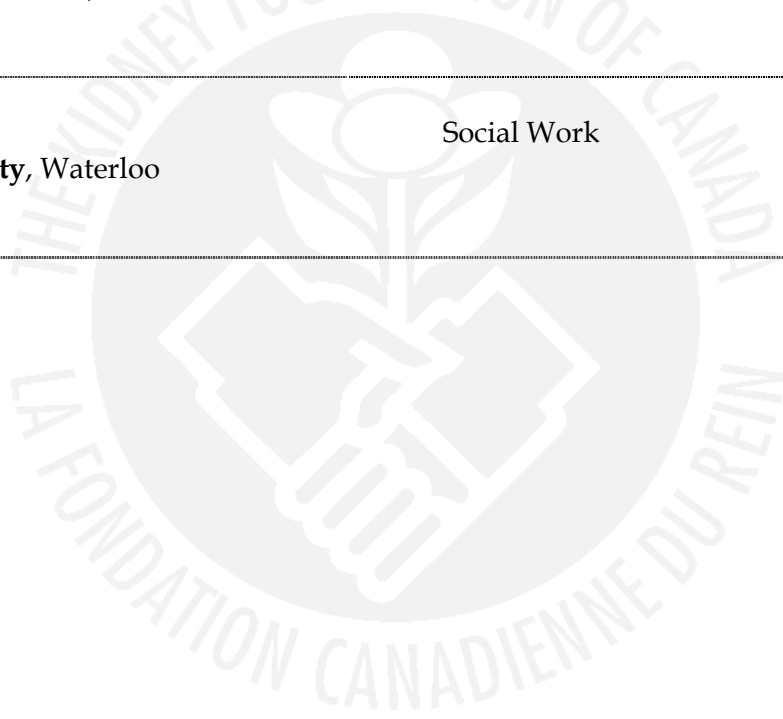 THE KIDNEY FOUNDATION OF CANADA
Social Work
ty, Waterloo
LA FONDATION CANADIENNE DU REIN